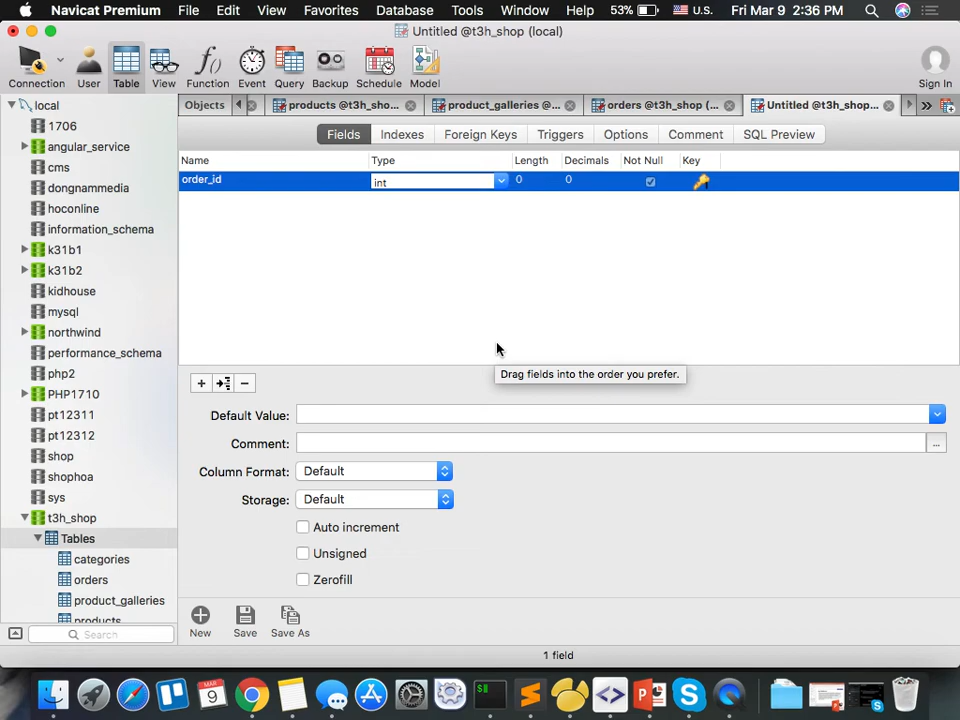 Navicat Premium File Edit View Favorites Database Tools Window Help 53% U.S. Fri Mar 9 2:36 PM
Untitled @t3h_shop (local)
Connection User Table View Function Event Query Backup Schedule Model Sign In
Objects products @t3h_sho... product_galleries @... orders @t3h_shop (... Untitled @t3h_shop...
Fields Indexes Foreign Keys Triggers Options Comment SQL Preview
Name Type Length Decimals Not Null Key
order_id int 0 0
local
1706
angular_service
cms
dongnammedia
hoconline
information_schema
k31b1
k31b2
kidhouse
mysql
northwind
performance_schema
php2
PHP1710
pt12311
pt12312
shop
shophoa
sys
t3h_shop
Tables
categories
orders
product_galleries
products
Search
Drag fields into the order you prefer.
Default Value:
Comment:
...
Column Format: Default
Storage: Default
Auto increment
Unsigned
Zerofill
New Save Save As
1 field
MAR
9